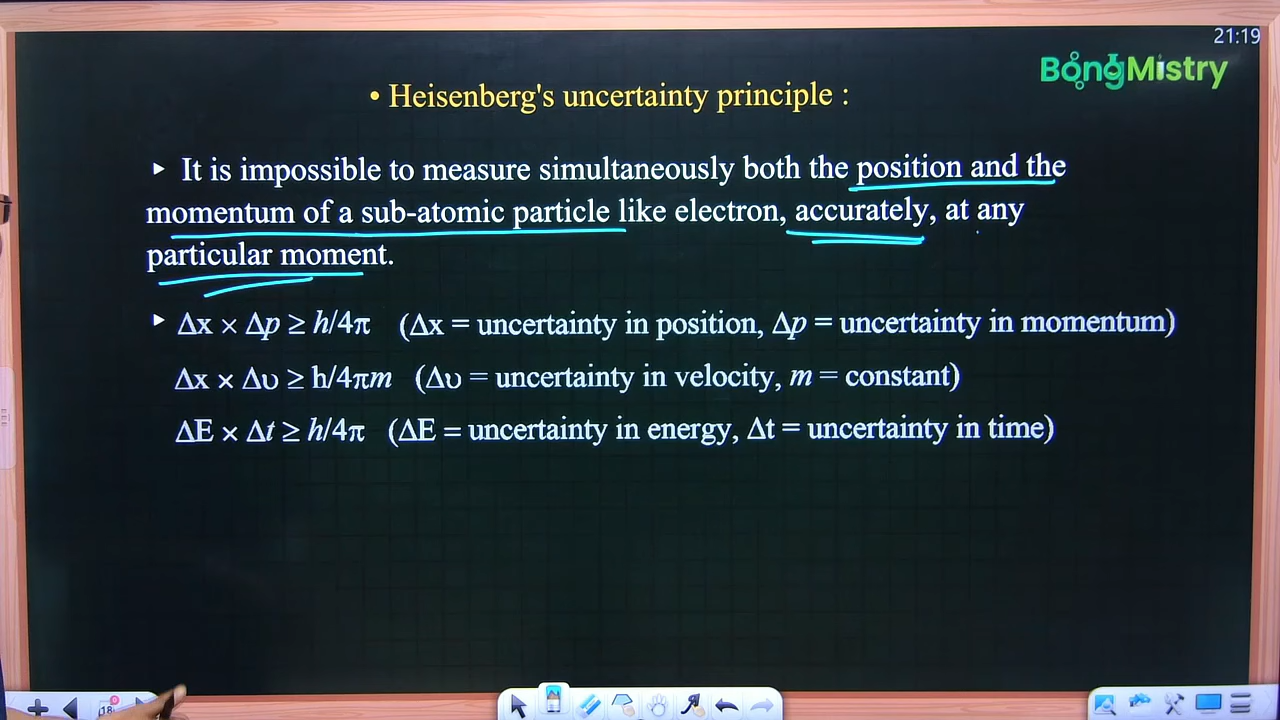 21:19
BongMistry
• Heisenberg's uncertainty principle :
▸ It is impossible to measure simultaneously both the position and the
momentum of a sub-atomic particle like electron, accurately, at any
particular moment.
▸ Δx × Δp ≥ h/4π (Δx = uncertainty in position, Δp = uncertainty in momentum)
Δx × Δυ ≥ h/4πm (Δυ = uncertainty in velocity, m = constant)
ΔE × Δt ≥ h/4π (ΔE = uncertainty in energy, Δt = uncertainty in time)
18